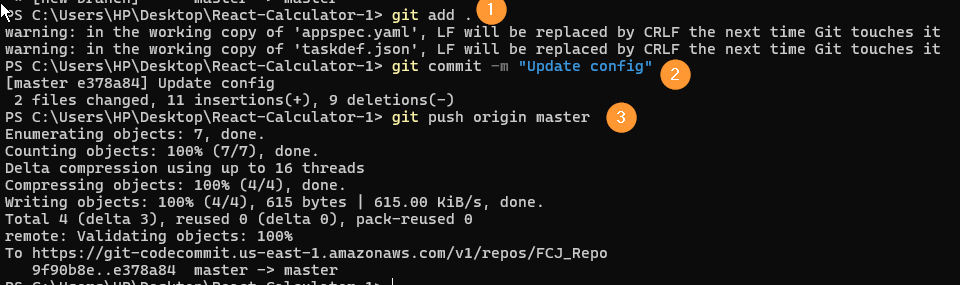 * [new branch]      master -> master
PS C:\Users\HP\Desktop\React-Calculator-1> git add . 1
warning: in the working copy of 'appspec.yaml', LF will be replaced by CRLF the next time Git touches it
warning: in the working copy of 'taskdef.json', LF will be replaced by CRLF the next time Git touches it
PS C:\Users\HP\Desktop\React-Calculator-1> git commit -m "Update config" 2
[master e378a84] Update config
 2 files changed, 11 insertions(+), 9 deletions(-)
PS C:\Users\HP\Desktop\React-Calculator-1> git push origin master 3
Enumerating objects: 7, done.
Counting objects: 100% (7/7), done.
Delta compression using up to 16 threads
Compressing objects: 100% (4/4), done.
Writing objects: 100% (4/4), 615 bytes | 615.00 KiB/s, done.
Total 4 (delta 3), reused 0 (delta 0), pack-reused 0
remote: Validating objects: 100%
To https://git-codecommit.us-east-1.amazonaws.com/v1/repos/FCJ_Repo
   9f90b8e..e378a84  master -> master
PS C:\Users\HP\Desktop\React-Calculator-1>